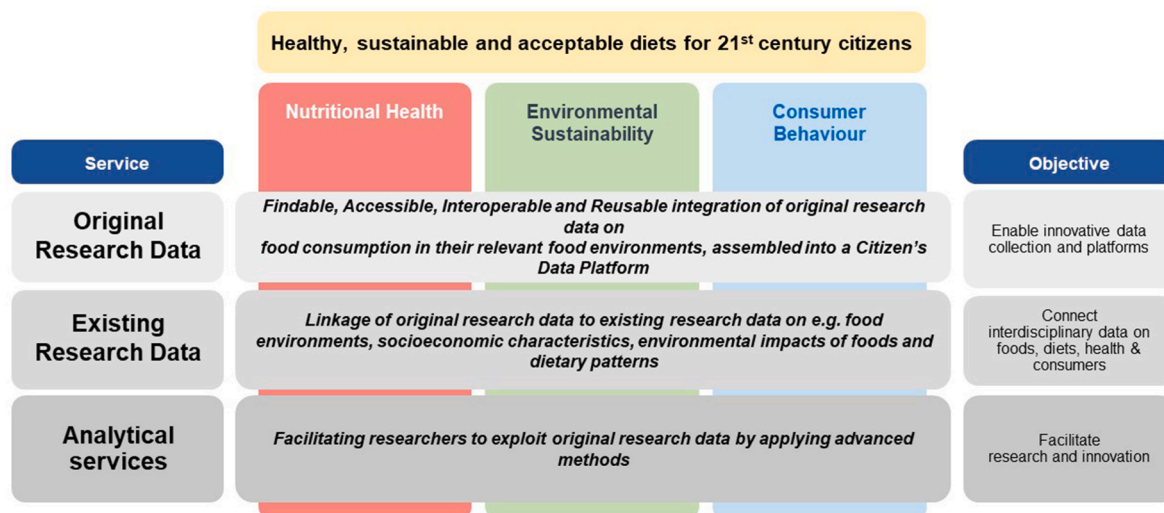 Healthy, sustainable and acceptable diets for 21st century citizens
Nutritional Health
Environmental
Sustainability
Consumer
Behaviour
Service
Objective
Original
Research Data
Findable, Accessible, Interoperable and Reusable integration of original research
data on
food consumption in their relevant food environments, assembled into a Citizen's
Data Platform
Enable innovative data
collection and platforms
Existing
Research Data
Linkage of original research data to existing research data on e.g. food
environments, socioeconomic characteristics, environmental impacts of foods and
dietary patterns
Connect
interdisciplinary data on
foods, diets, health &
consumers
Analytical
services
Facilitating researchers to exploit original research data by applying advanced
methods
Facilitate
research and innovation